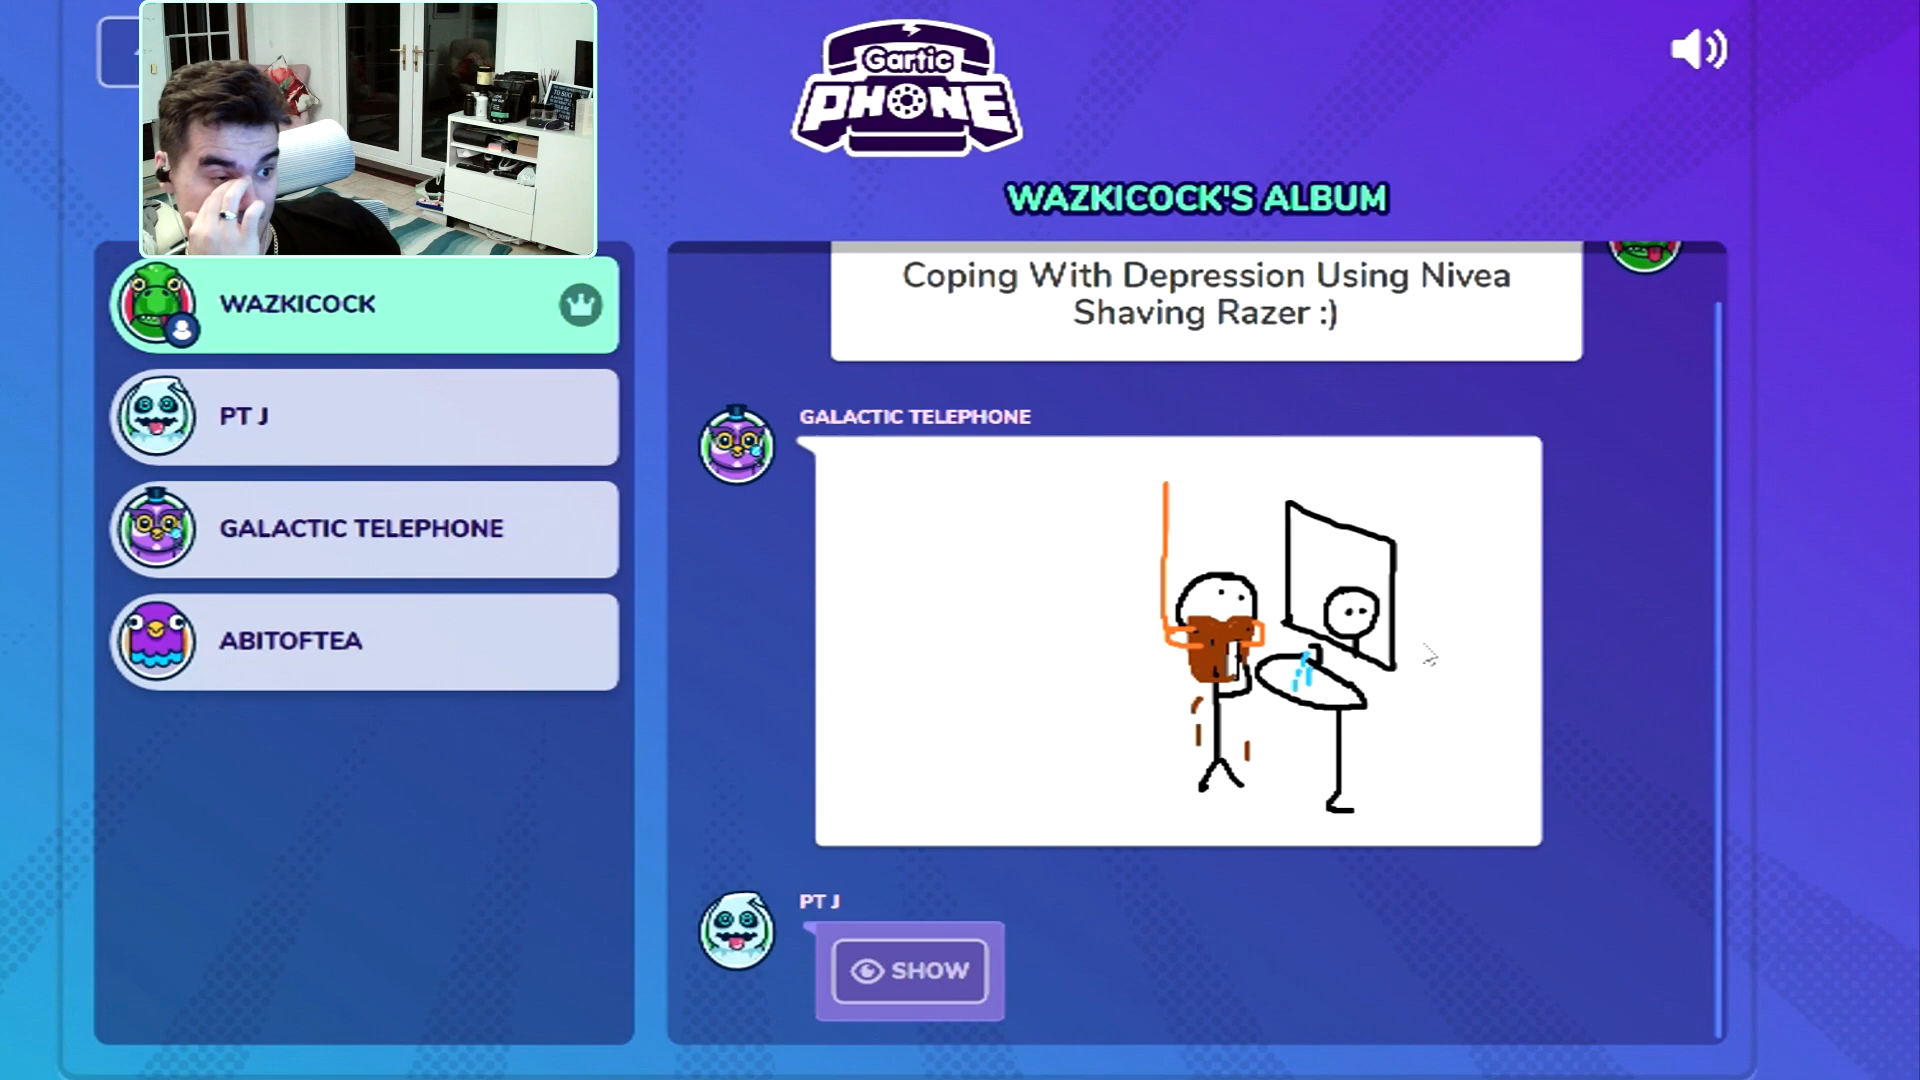 Gartic
PHONE
WAZKICOCK'S ALBUM
WAZKICOCK
PT J
GALACTIC TELEPHONE
ABITOFTEA
Coping With Depression Using Nivea
Shaving Razer :)
GALACTIC TELEPHONE
PT J
SHOW